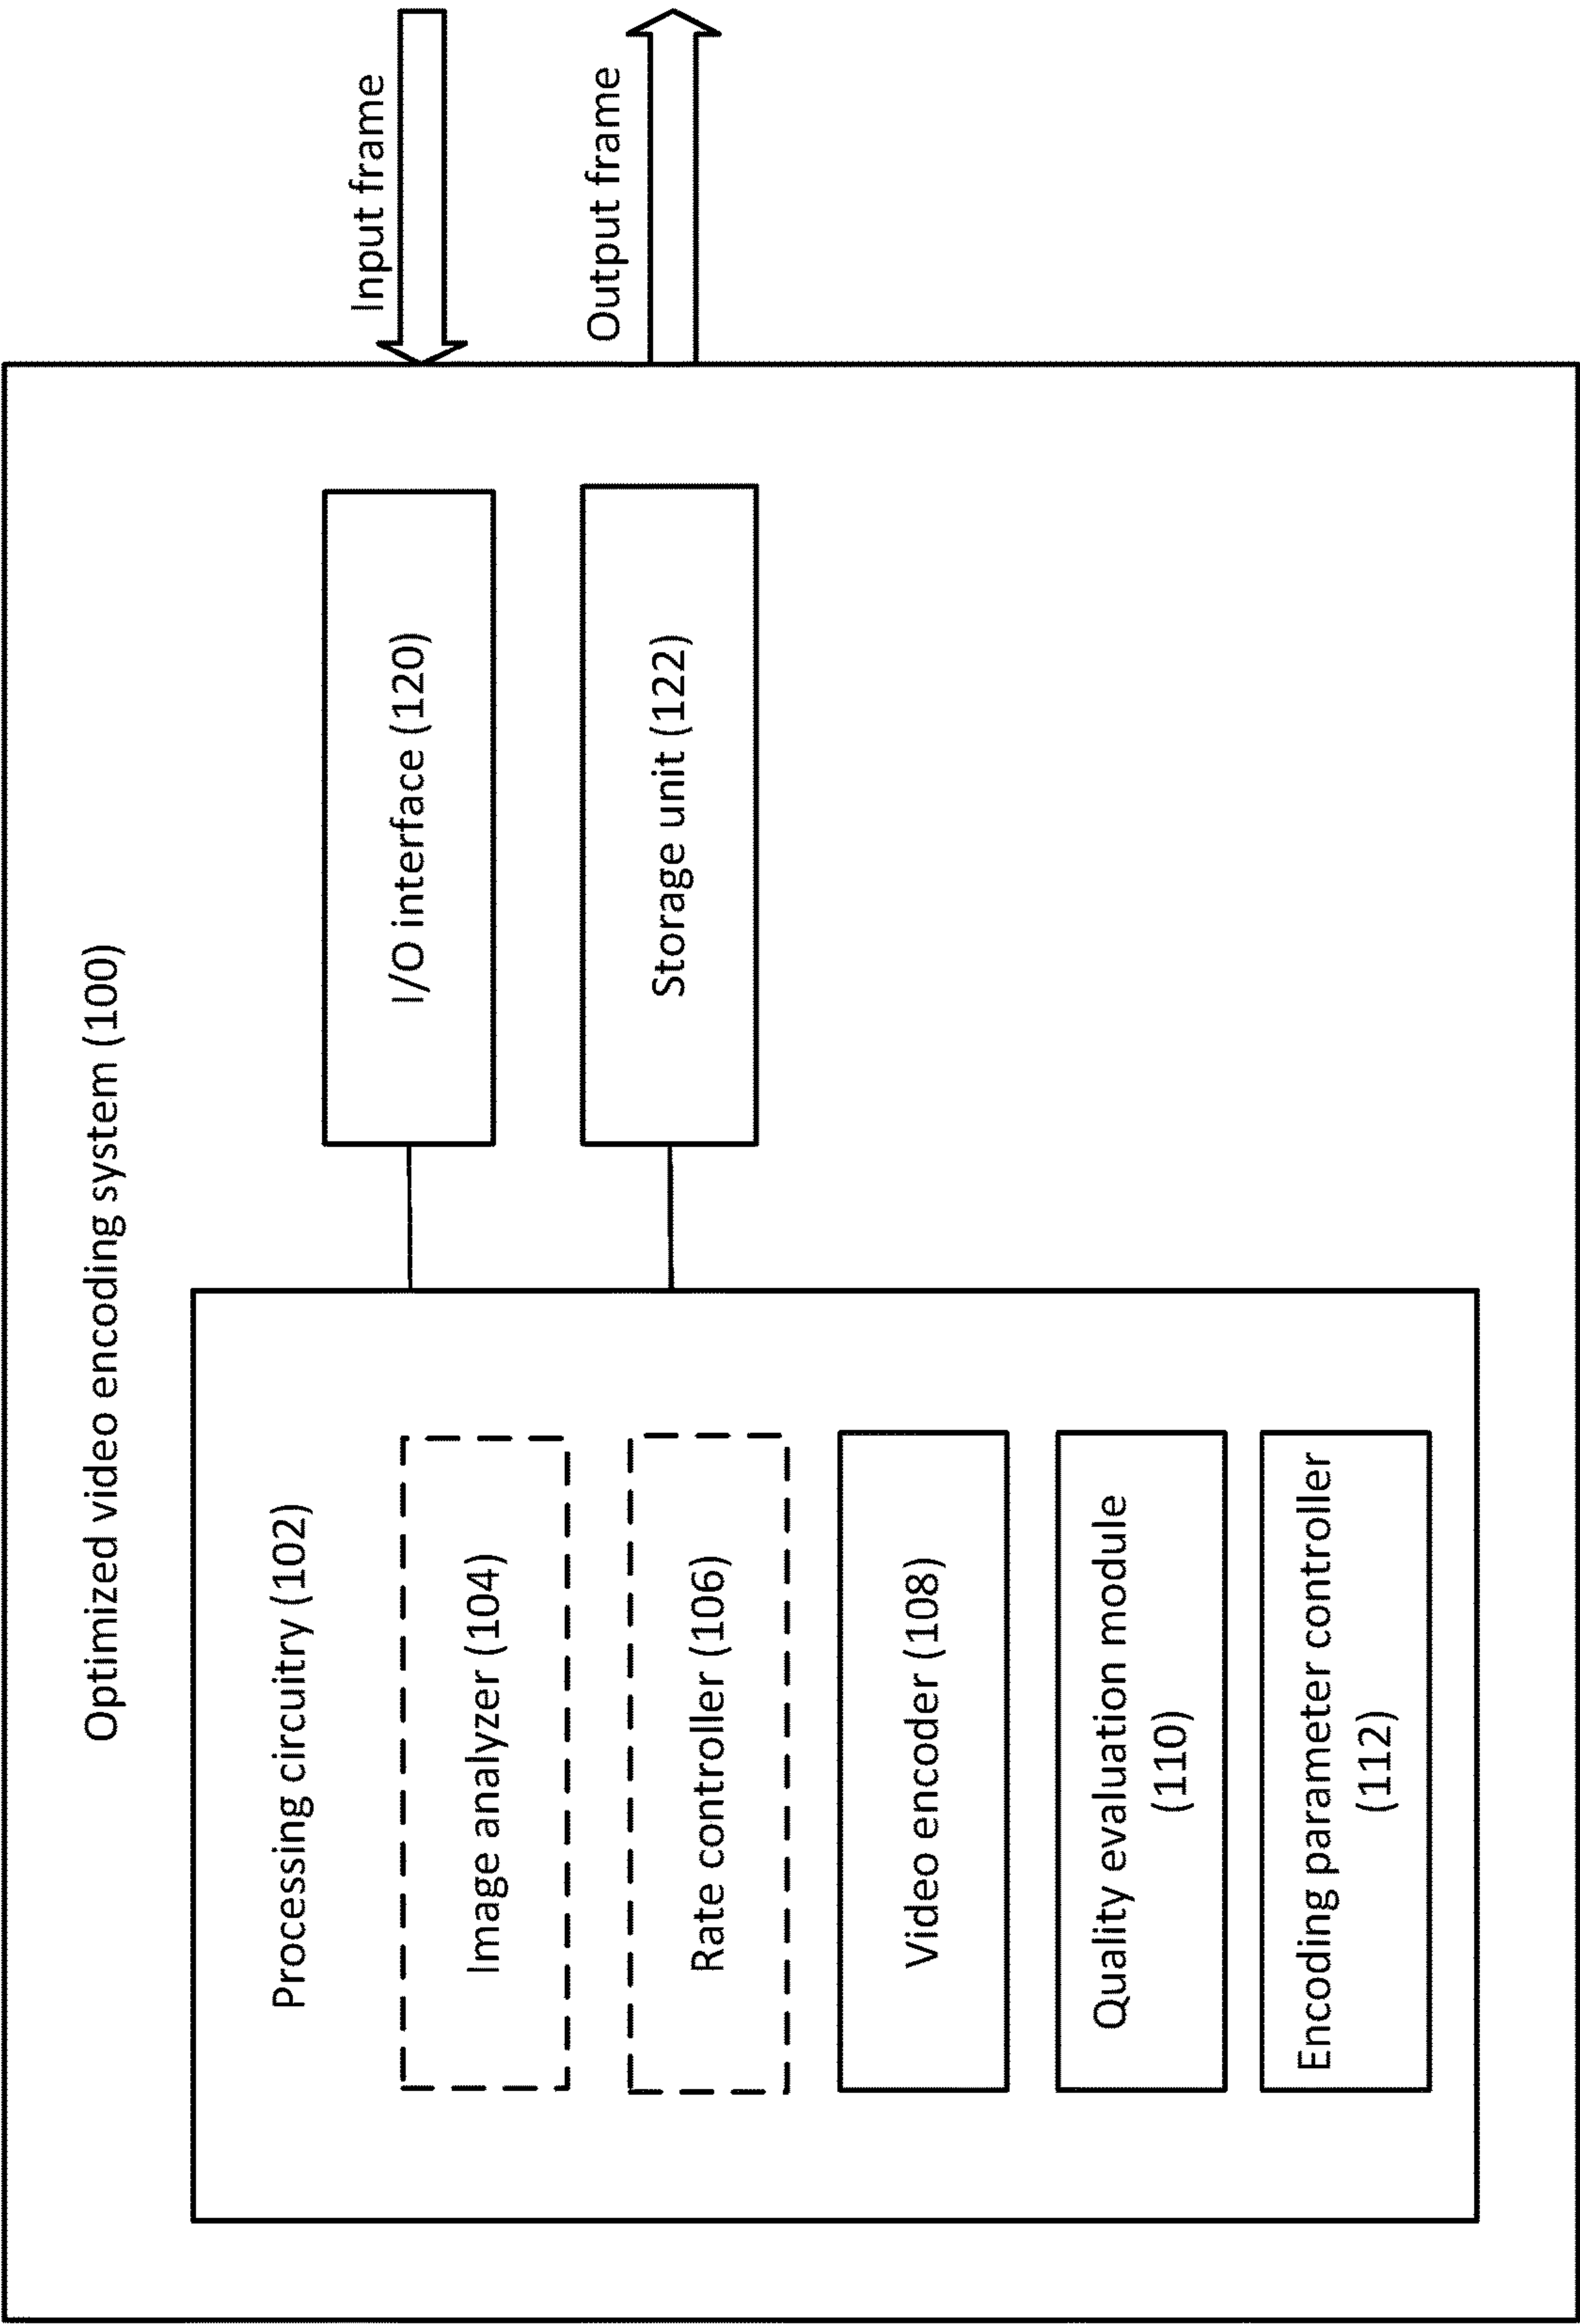 Optimized video encoding system (100)
Processing circuitry (102)
Image analyzer (104)
Rate controller (106)
Video encoder (108)
Quality evaluation module
(110)
Encoding parameter controller
(112)
I/O interface (120)
Storage unit (122)
Input frame
Output frame